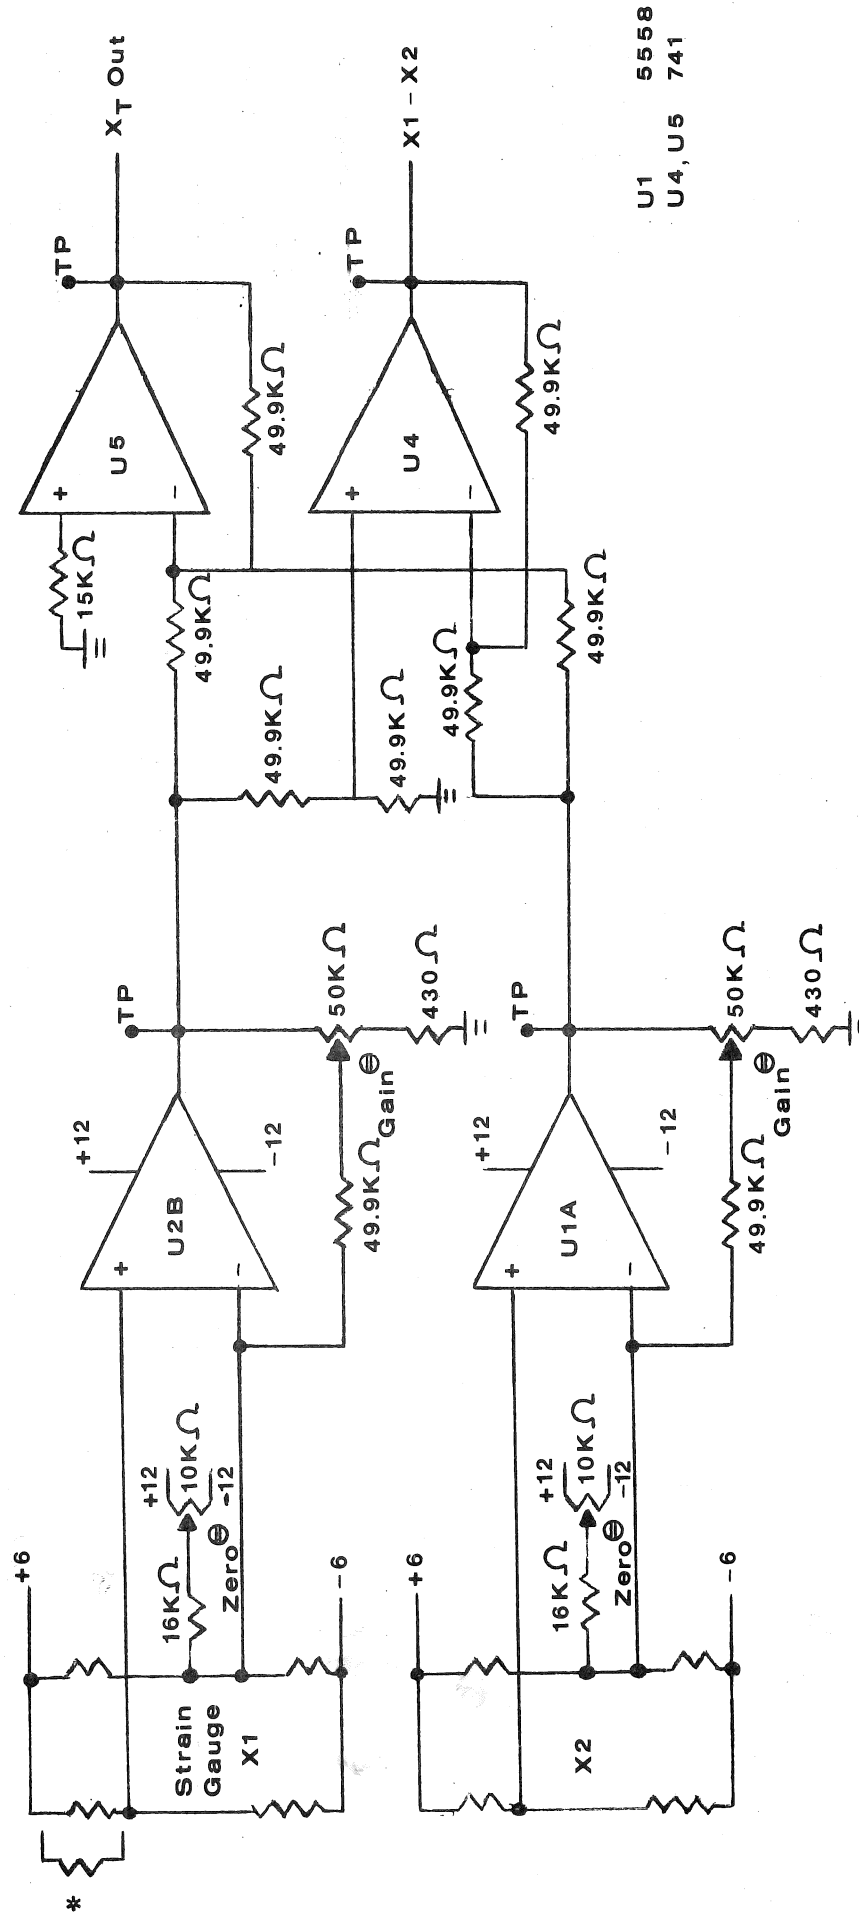 XT Out
TP
U5
+
−
15KΩ
49.9KΩ
49.9KΩ
X1 - X2
TP
U4
+
−
49.9KΩ
49.9KΩ
49.9KΩ
49.9KΩ
49.9KΩ
U1 5558
U4, U5 741
TP
+12
-12
U2B
+
−
50KΩ
430Ω
Gain
49.9KΩ
+12
10KΩ
-12
16KΩ
Zero
+6
-6
Strain
Gauge
X1
*
TP
+12
-12
U1A
+
−
50KΩ
430Ω
Gain
49.9KΩ
+12
10KΩ
-12
16KΩ
Zero
+6
-6
X2